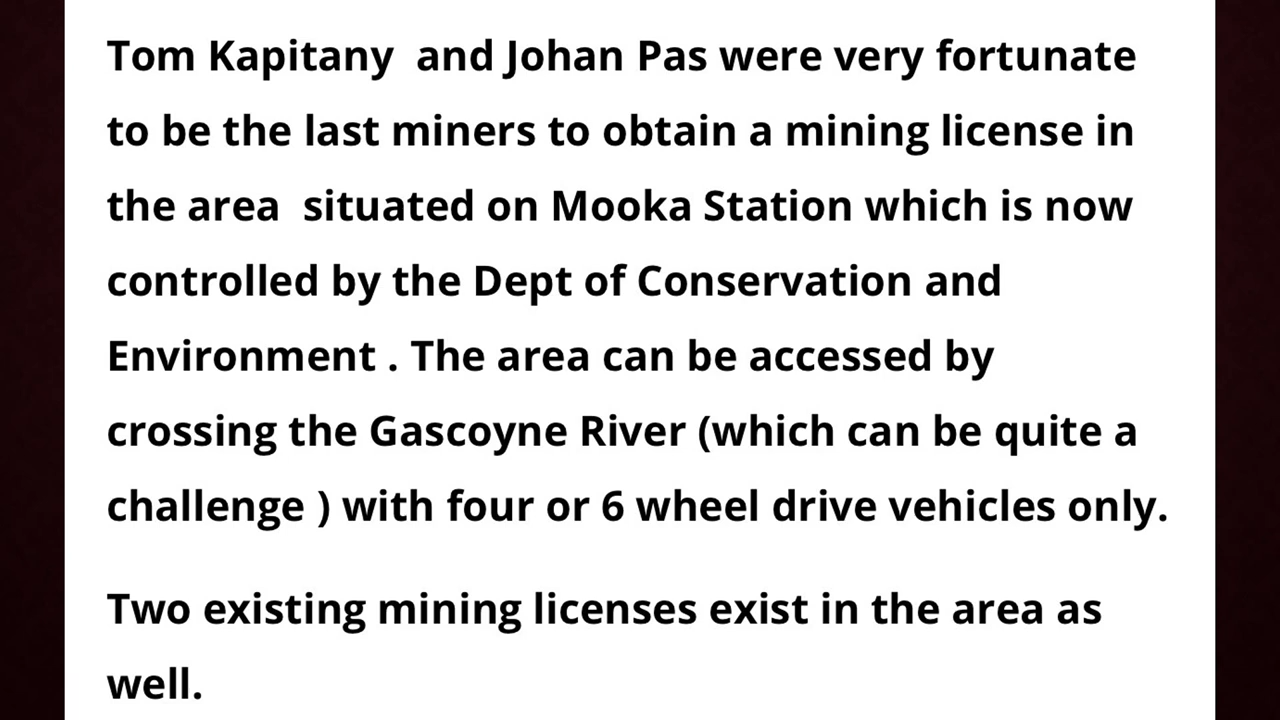 Tom Kapitany  and Johan Pas were very fortunate
to be the last miners to obtain a mining license in
the area  situated on Mooka Station which is now
controlled by the Dept of Conservation and
Environment . The area can be accessed by
crossing the Gascoyne River (which can be quite a
challenge ) with four or 6 wheel drive vehicles only.
Two existing mining licenses exist in the area as
well.